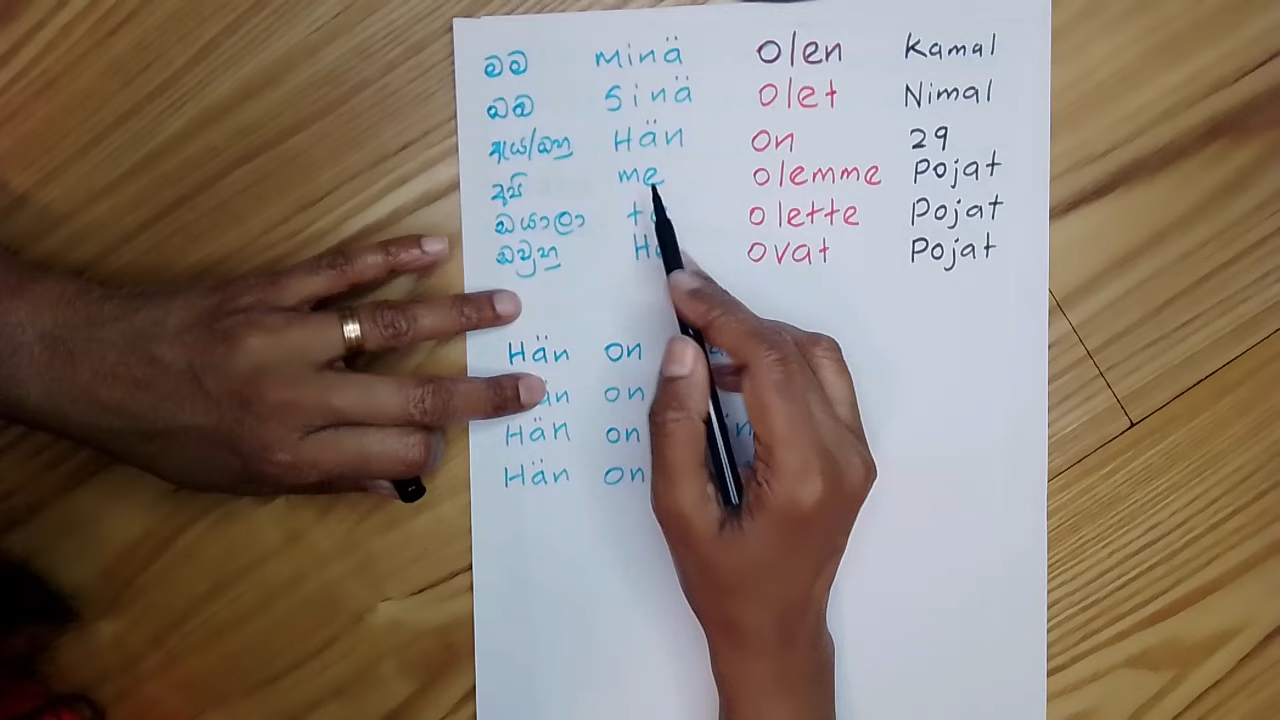 මම minä olen Kamal
ඔබ Sinä olet Nimal
ඇය/ඔහු Hän on 29
අපි me olemme Pojat
ඔයාලා olette Pojat
ඔවුහු ovat Pojat
Hän on
on
Hän on
Hän on